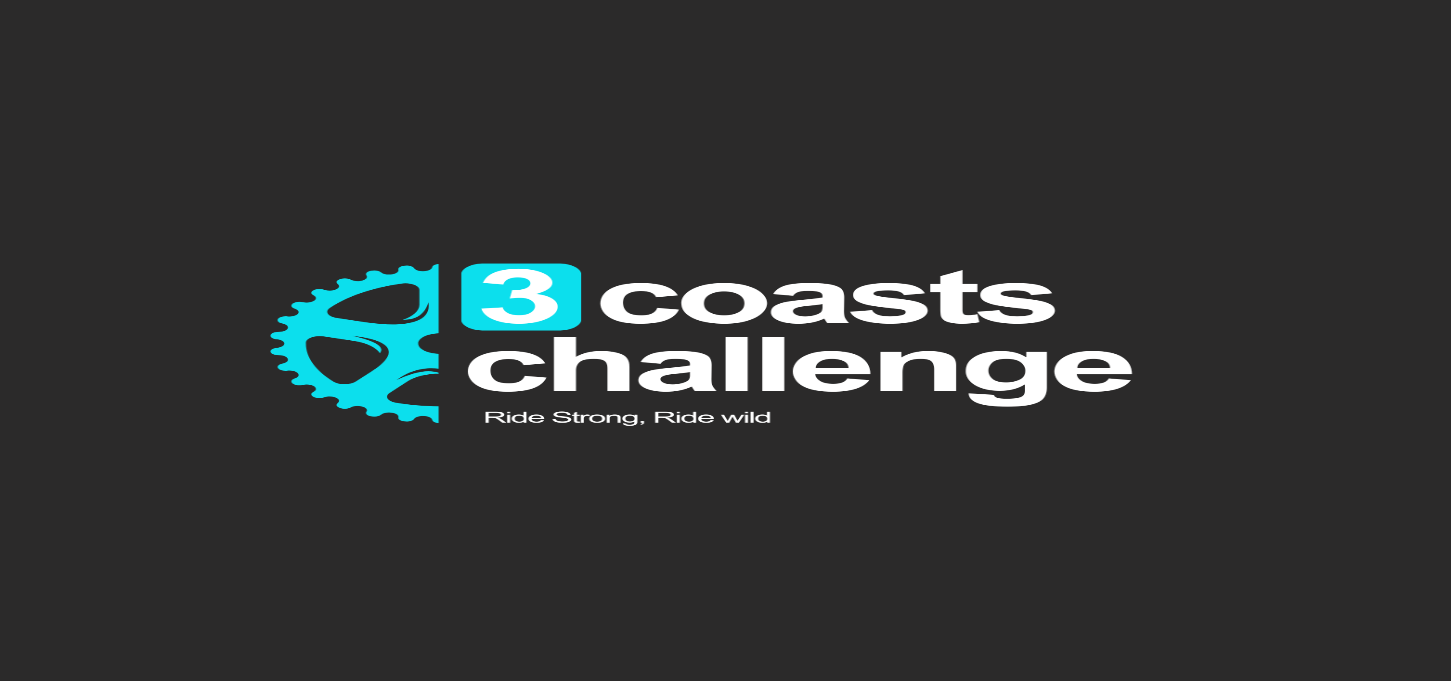 3 coasts
challenge
Ride Strong, Ride wild